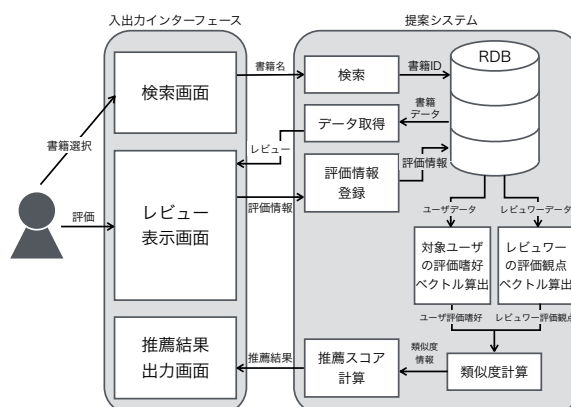 入出力インターフェース
提案システム
検索画面
書籍名
検索
書籍ID
RDB
書籍
データ
データ取得
レビュー
書籍選択
評価
レビュー
表示画面
評価情報
評価情報
登録
評価情報
ユーザデータ
レビュワーデータ
対象ユーザ
の評価嗜好
ベクトル算出
レビュワー
の評価観点
ベクトル算出
ユーザ評価嗜好
レビュワー評価観点
推薦結果
出力画面
推薦結果
推薦スコア
計算
類似度
情報
類似度計算